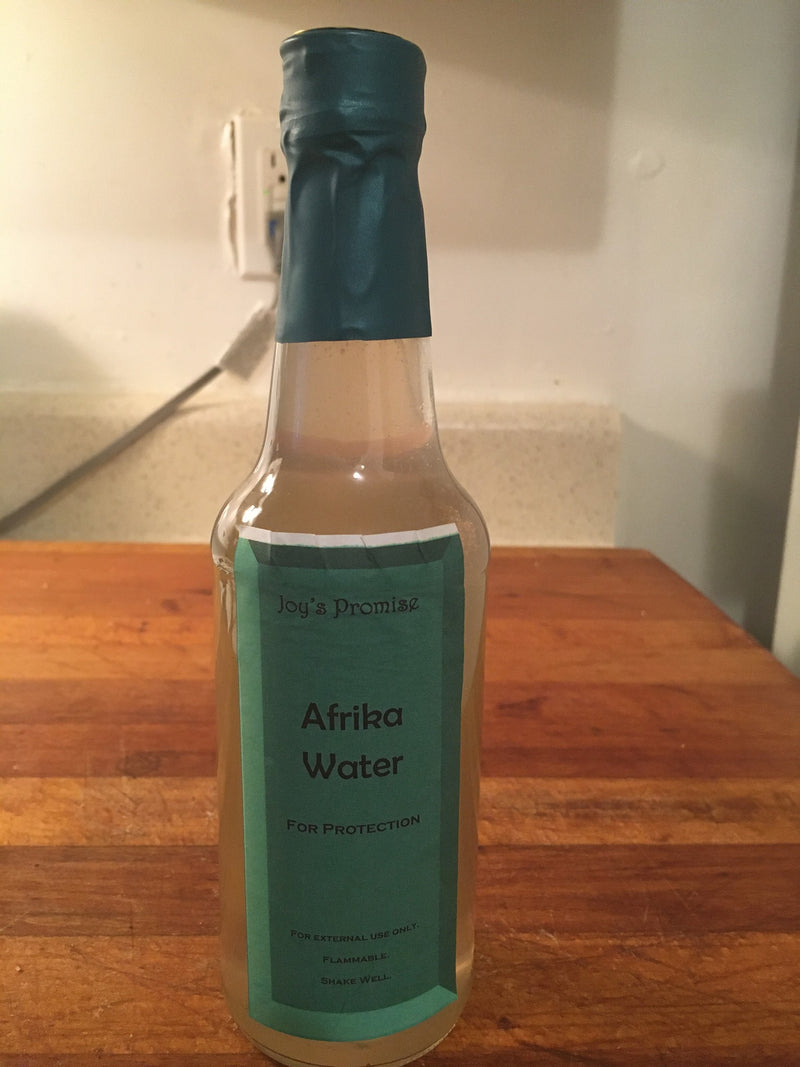 Joy's Promise
Afrika
Water
For Protection
For external use only.
Flammable.
Shake Well.